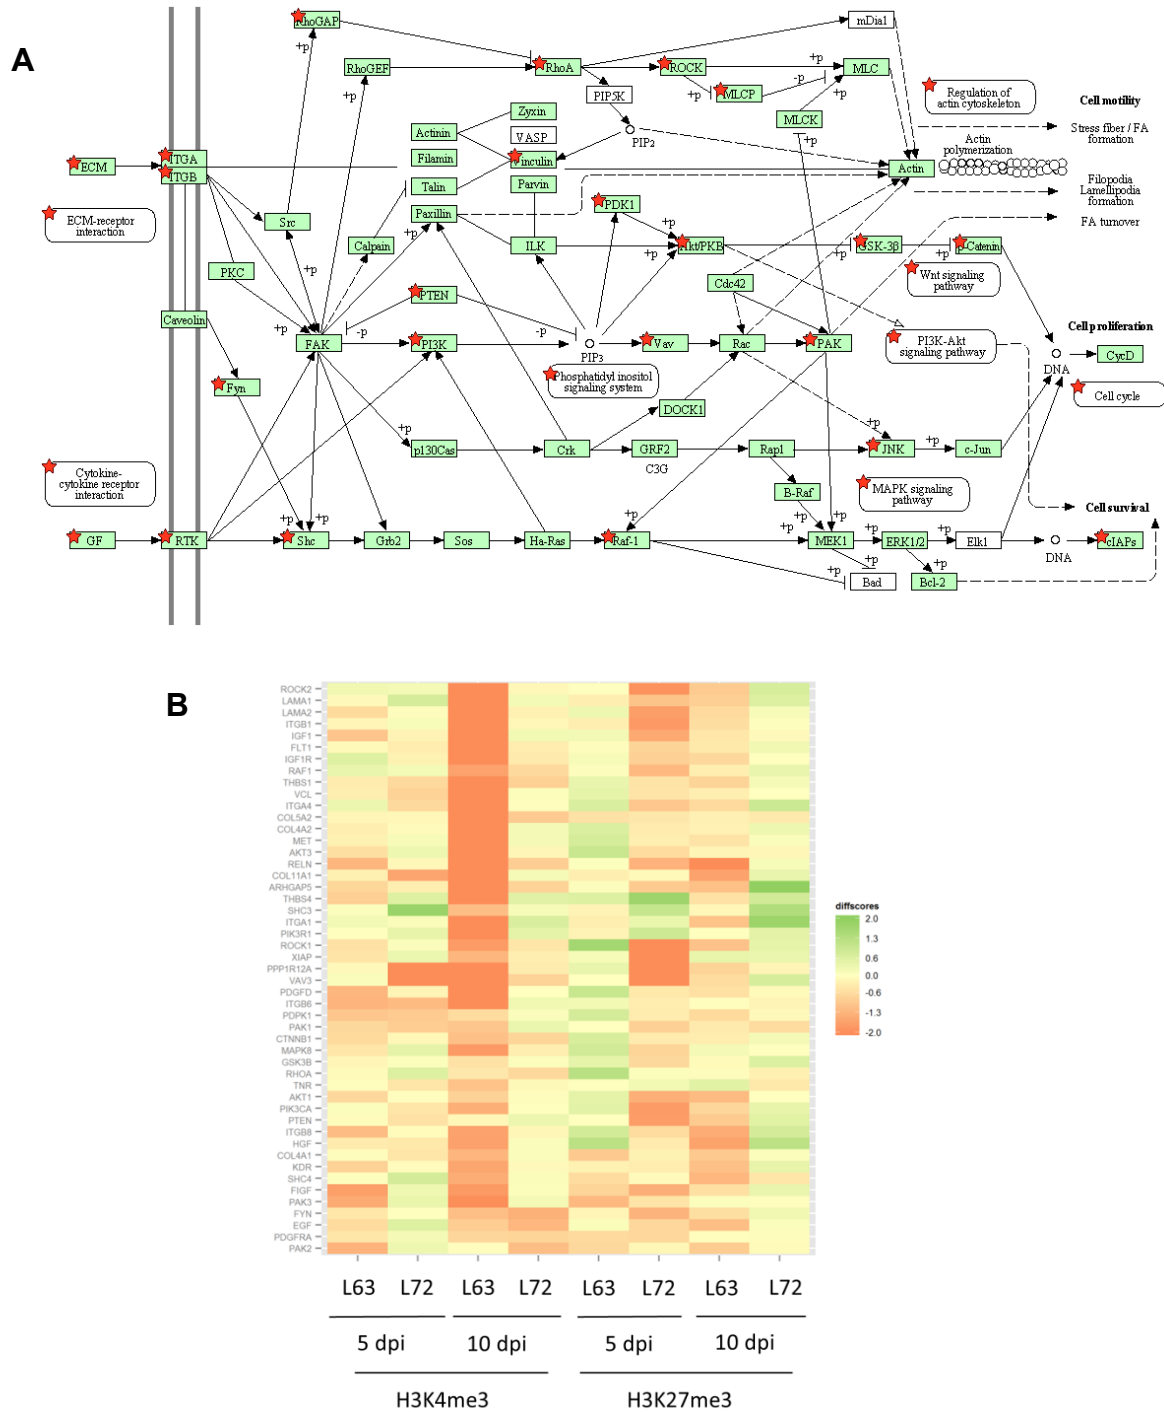 A
RhoGAP
+p
RhoGEF
+p
RhoA
ROCK
+p
mDia1
+p
MLC
-p
+p
MLCP
PIP5K
MLCK
+p
PIP2
Regulation of
actin cytoskeleton
Cell motility
Stress fiber / FA
formation
Actin
polymerization
Filopodia
Lamellipodia
formation
FA turnover
Zyxin
Actinin
VASP
Filamin
Vinculin
Talin
Parvin
Paxillin
+p
ILK
Actin
ECM
ITGA
ITGB
ECM-receptor
interaction
Src
+p
Calpain
PKC
PDK1
+p
+p
Akt/PKB
+p
GSK-3β
+p
β-Catenin
Wnt signaling
pathway
Cdc42
PTEN
-p
-p
Caveolin
+p
FAK
PI3K
PIP3
Vav
Rac
PAK
PI3K-Akt
signaling pathway
Cell proliferation
DNA
CycD
Cell cycle
Phosphatidyl inositol
signaling system
Fyn
DOCK1
+p
p130Cas
Crk
GRF2
C3G
Rap1
JNK
+p
c-Jun
Cytokine-
cytokine receptor
interaction
B-Raf
MAPK signaling
pathway
Cell survival
+p
+p
+p
+p
+p
+p
+p
GF
RTK
Shc
Grb2
Sos
Ha-Ras
Raf-1
MEK1
ERK1/2
Elk1
DNA
cIAPs
+p
+p
+p
Bad
Bcl-2
B
ROCK2
LAMA1
LAMA2
ITGB1
IGF1
FLT1
IGF1R
RAF1
THBS1
VCL
ITGA4
COL5A2
COL4A2
MET
AKT3
RELN
COL11A1
ARHGAP5
THBS4
SHC3
ITGA1
PIK3R1
ROCK1
XIAP
PPP1R12A
VAV3
PDGFD
ITGB6
PDPK1
PAK1
CTNNB1
MAPK8
GSK3B
RHOA
TNR
AKT1
PIK3CA
PTEN
ITGB8
HGF
COL4A1
KDR
SHC4
FIGF
PAK3
FYN
EGF
PDGFRA
PAK2
diffscores
2.0
1.3
0.6
0.0
-0.6
-1.3
-2.0
L63 L72 L63 L72 L63 L72 L63 L72
5 dpi 10 dpi 5 dpi 10 dpi
H3K4me3 H3K27me3